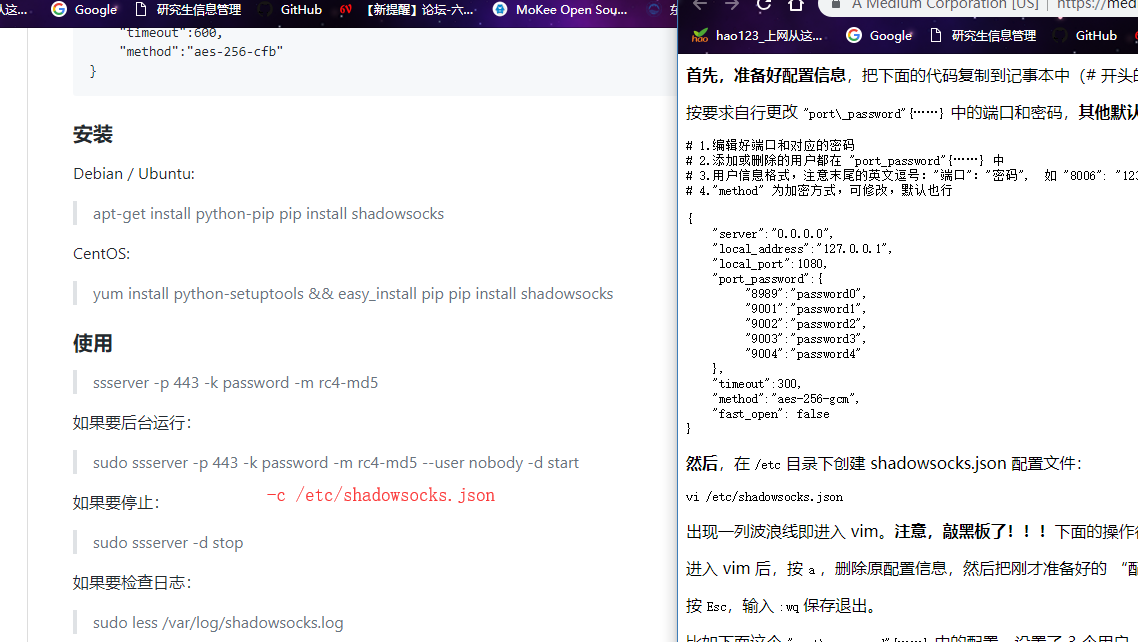 从这...
Google
研究生信息管理
GitHub
【新提醒】论坛-六...
MoKee Open Sou...
"timeout":600,
"method":"aes-256-cfb"
}
安装
Debian / Ubuntu:
apt-get install python-pip pip install shadowsocks
CentOS:
yum install python-setuptools && easy_install pip pip install shadowsocks
使用
ssserver -p 443 -k password -m rc4-md5
如果要后台运行：
sudo ssserver -p 443 -k password -m rc4-md5 --user nobody -d start
-c /etc/shadowsocks.json
如果要停止：
sudo ssserver -d stop
如果要检查日志：
sudo less /var/log/shadowsocks.log
A Medium Corporation [US] | https://med
hao123_上网从这...
Google
研究生信息管理
GitHub
首先，准备好配置信息，把下面的代码复制到记事本中（# 开头的
按要求自行更改 "port\_password"{……} 中的端口和密码，其他默认
# 1.编辑好端口和对应的密码
# 2.添加或删除的用户都在 "port_password"{……} 中
# 3.用户信息格式，注意末尾的英文逗号："端口"："密码"， 如 "8006": "123
# 4."method" 为加密方式，可修改，默认也行
{
"server":"0.0.0.0",
"local_address":"127.0.0.1",
"local_port":1080,
"port_password":{
"8989":"password0",
"9001":"password1",
"9002":"password2",
"9003":"password3",
"9004":"password4"
},
"timeout":300,
"method":"aes-256-gcm",
"fast_open": false
}
然后，在 /etc 目录下创建 shadowsocks.json 配置文件：
vi /etc/shadowsocks.json
出现一列波浪线即进入 vim。注意，敲黑板了！！！下面的操作很
进入 vim 后，按 a ，删除原配置信息，然后把刚才准备好的 “配
按 Esc，输入 :wq 保存退出。